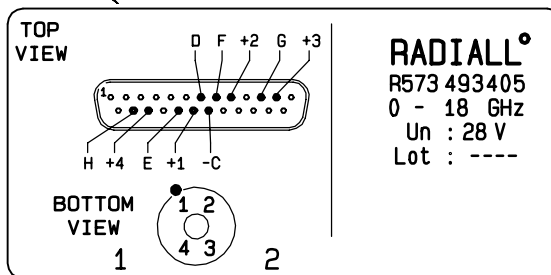 TOP
VIEW
D F +2 G +3
1
H +4 E +1 -C
BOTTOM
VIEW
1 2
4 3
1 2
RADIALL°
R573 493405
0 - 18 GHz
Un : 28 V
Lot : ----